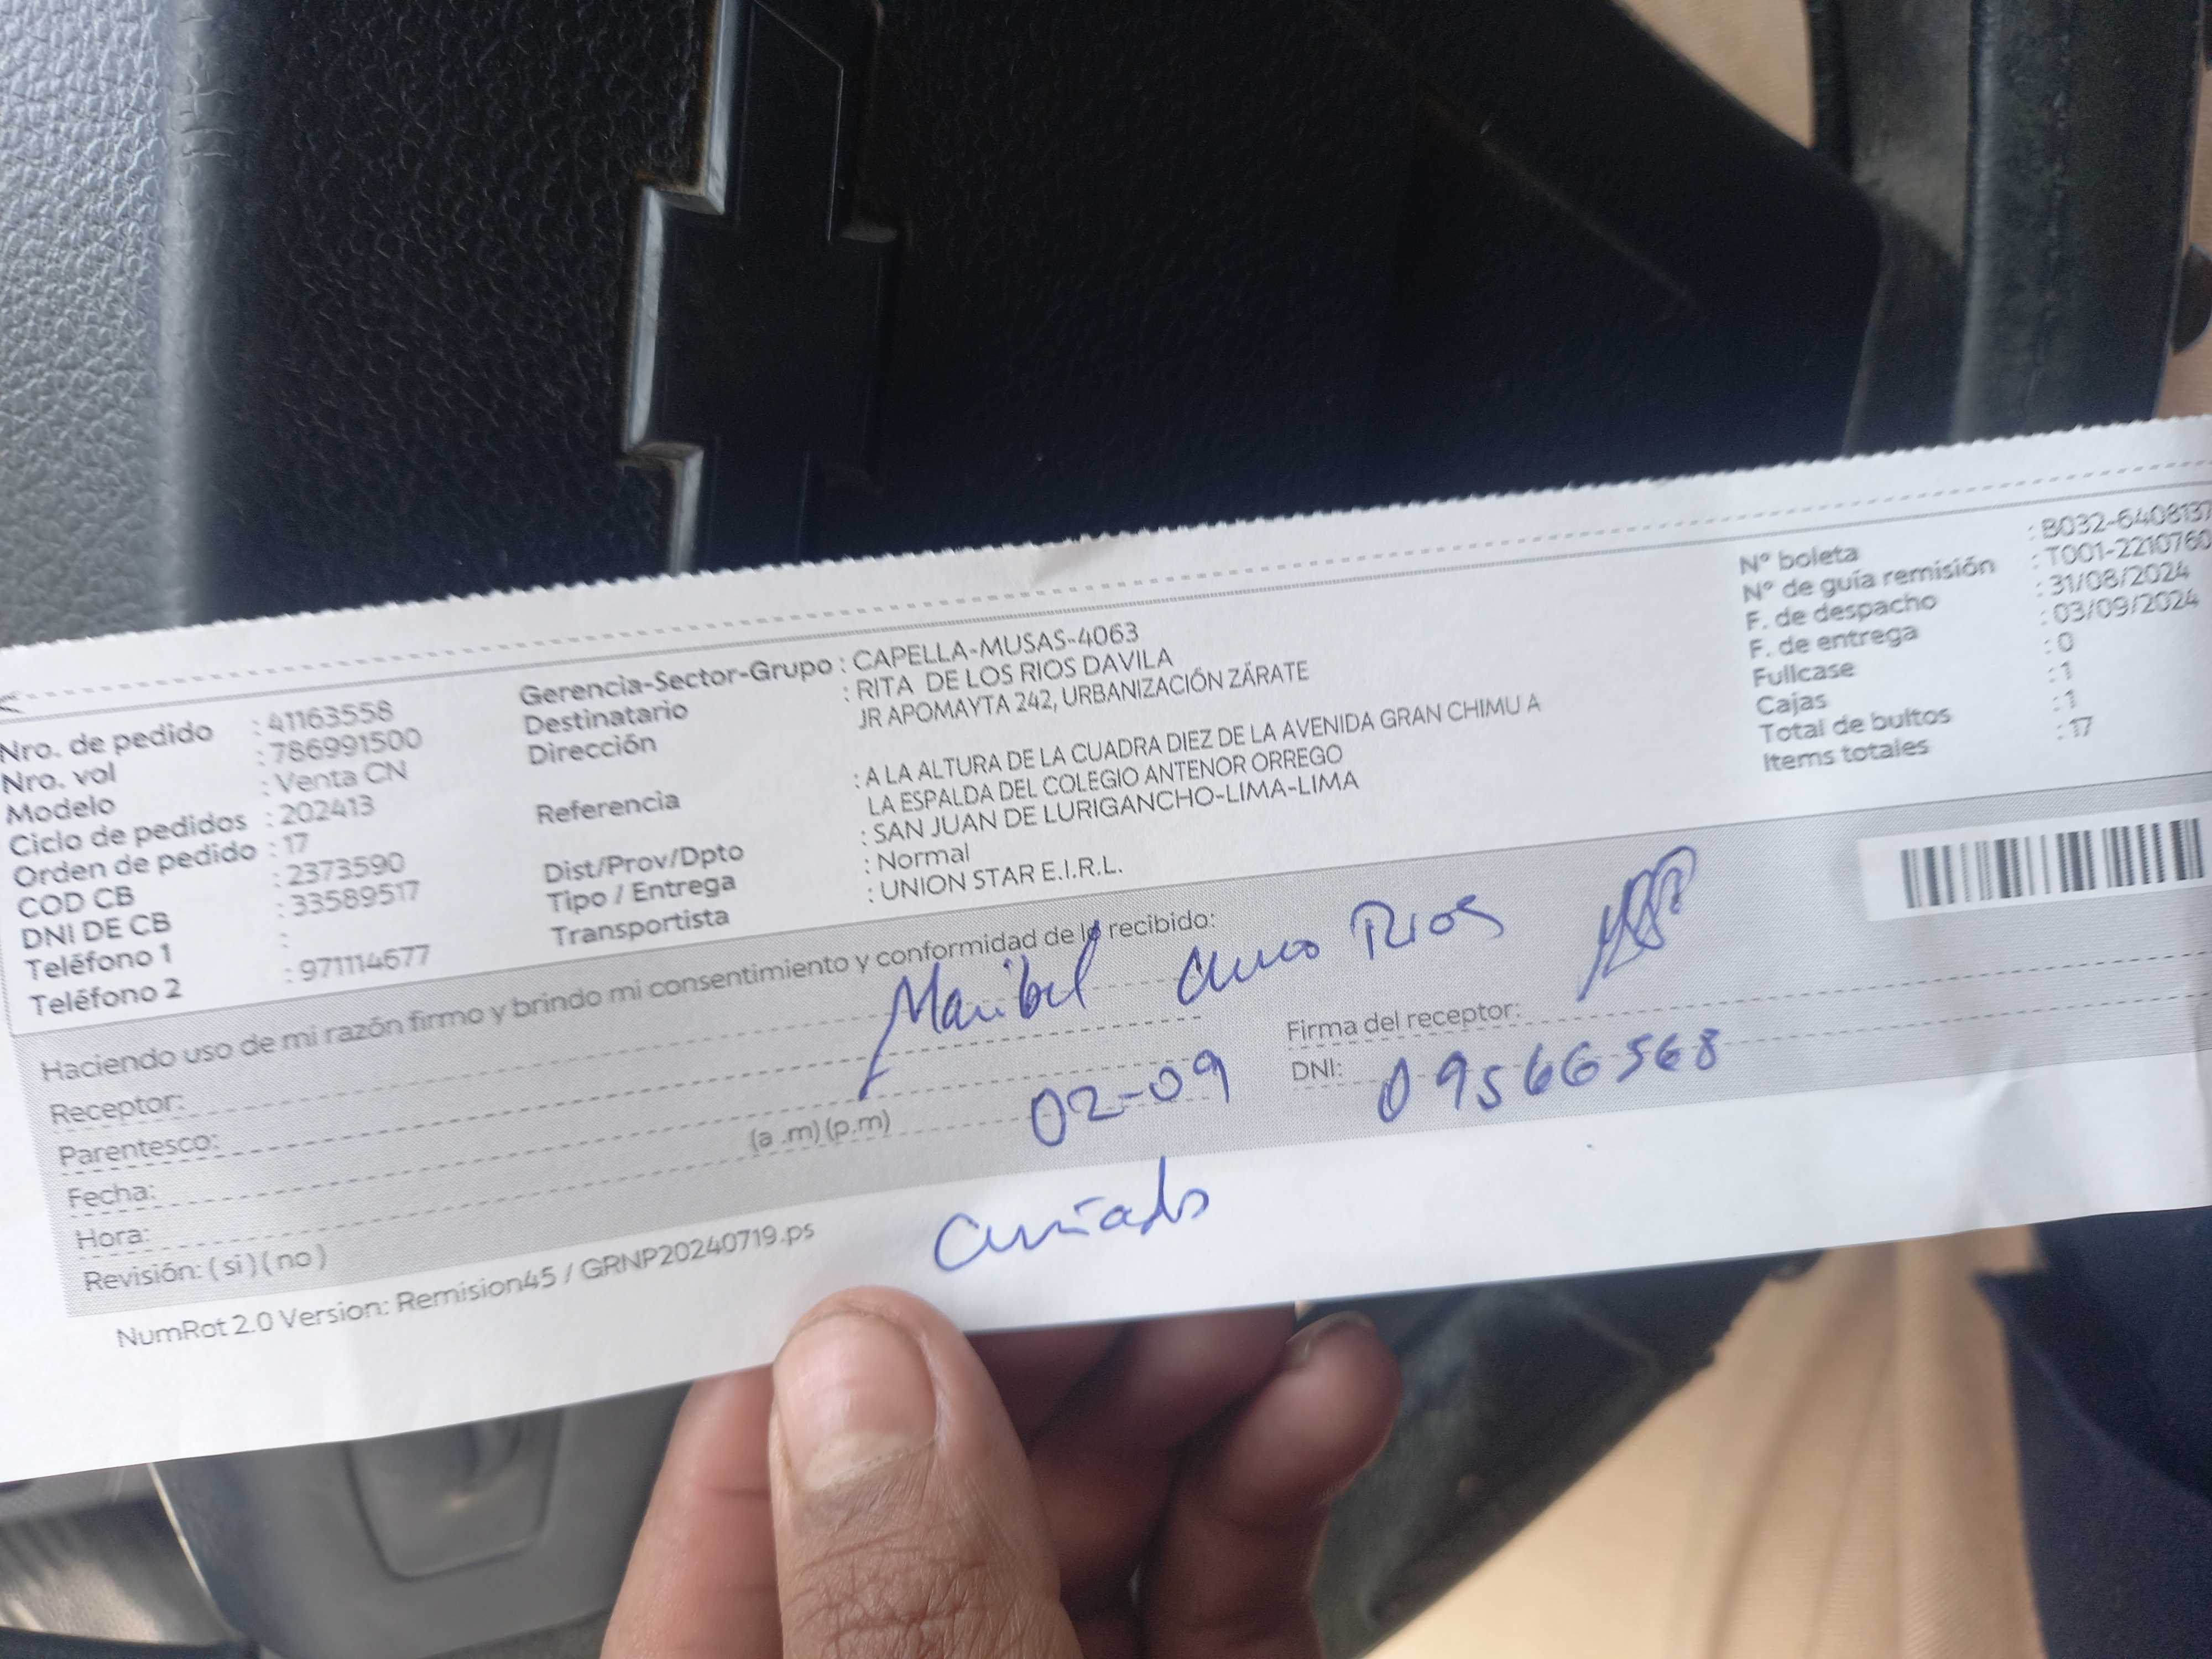 Nro. de pedido : 41163558
Nro. vol : 786991500
Modelo : Venta CN
Ciclo de pedidos : 202413
Orden de pedido : 17
COD CB : 2373590
DNI DE CB : 33589517
Teléfono 1 :
Teléfono 2 : 971114677
Gerencia-Sector-Grupo : CAPELLA-MUSAS-4063
Destinatario : RITA DE LOS RIOS DAVILA
Dirección JR APOMAYTA 242, URBANIZACIÓN ZÁRATE
Referencia : A LA ALTURA DE LA CUADRA DIEZ DE LA AVENIDA GRAN CHIMU A
LA ESPALDA DEL COLEGIO ANTENOR ORREGO
Dist/Prov/Dpto : SAN JUAN DE LURIGANCHO-LIMA-LIMA
Tipo / Entrega : Normal
Transportista : UNION STAR E.I.R.L.
N° boleta : B032-6408137
N° de guía remisión : T001-2210760
F. de despacho : 31/08/2024
F. de entrega : 03/09/2024
Fullcase : 0
Cajas : 1
Total de bultos : 1
Items totales : 17
Haciendo uso de mi razón firmo y brindo mi consentimiento y conformidad de lo recibido:
Receptor: Maribel Rios
Parentesco:
Fecha: 02-09
Hora: (a .m) (p.m)
Revisión: ( si ) ( no )
Firma del receptor:
DNI: 09566568
NumRot 2.0 Version: Remision45 / GRNP20240719.ps